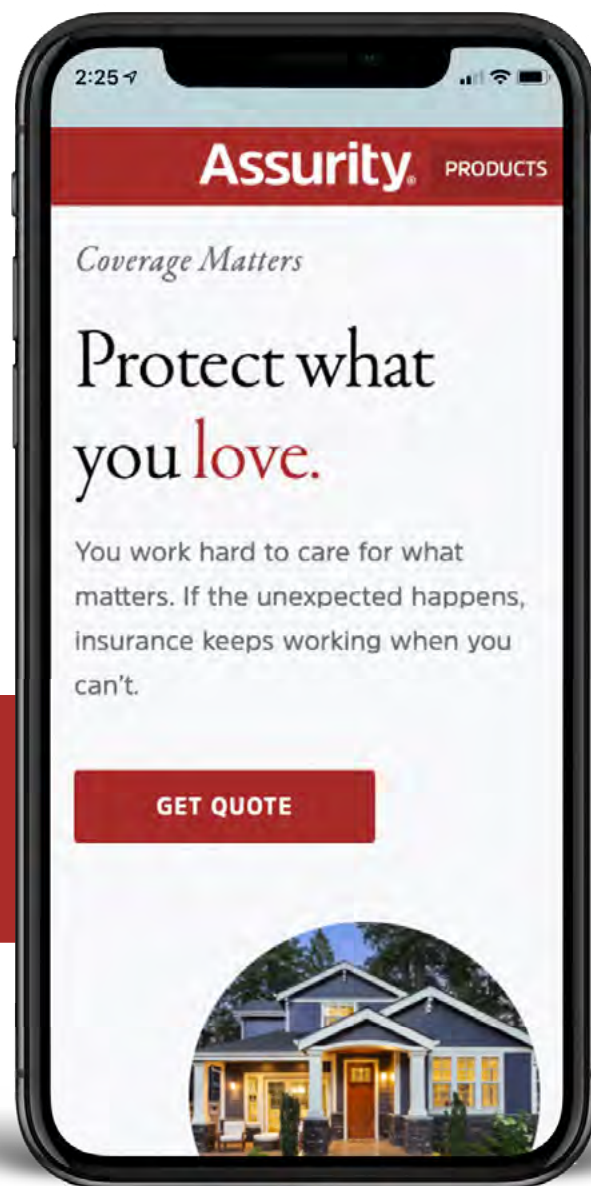 2:25
Assurity® PRODUCTS
Coverage Matters
Protect what
you love.
You work hard to care for what
matters. If the unexpected happens,
insurance keeps working when you
can't.
GET QUOTE